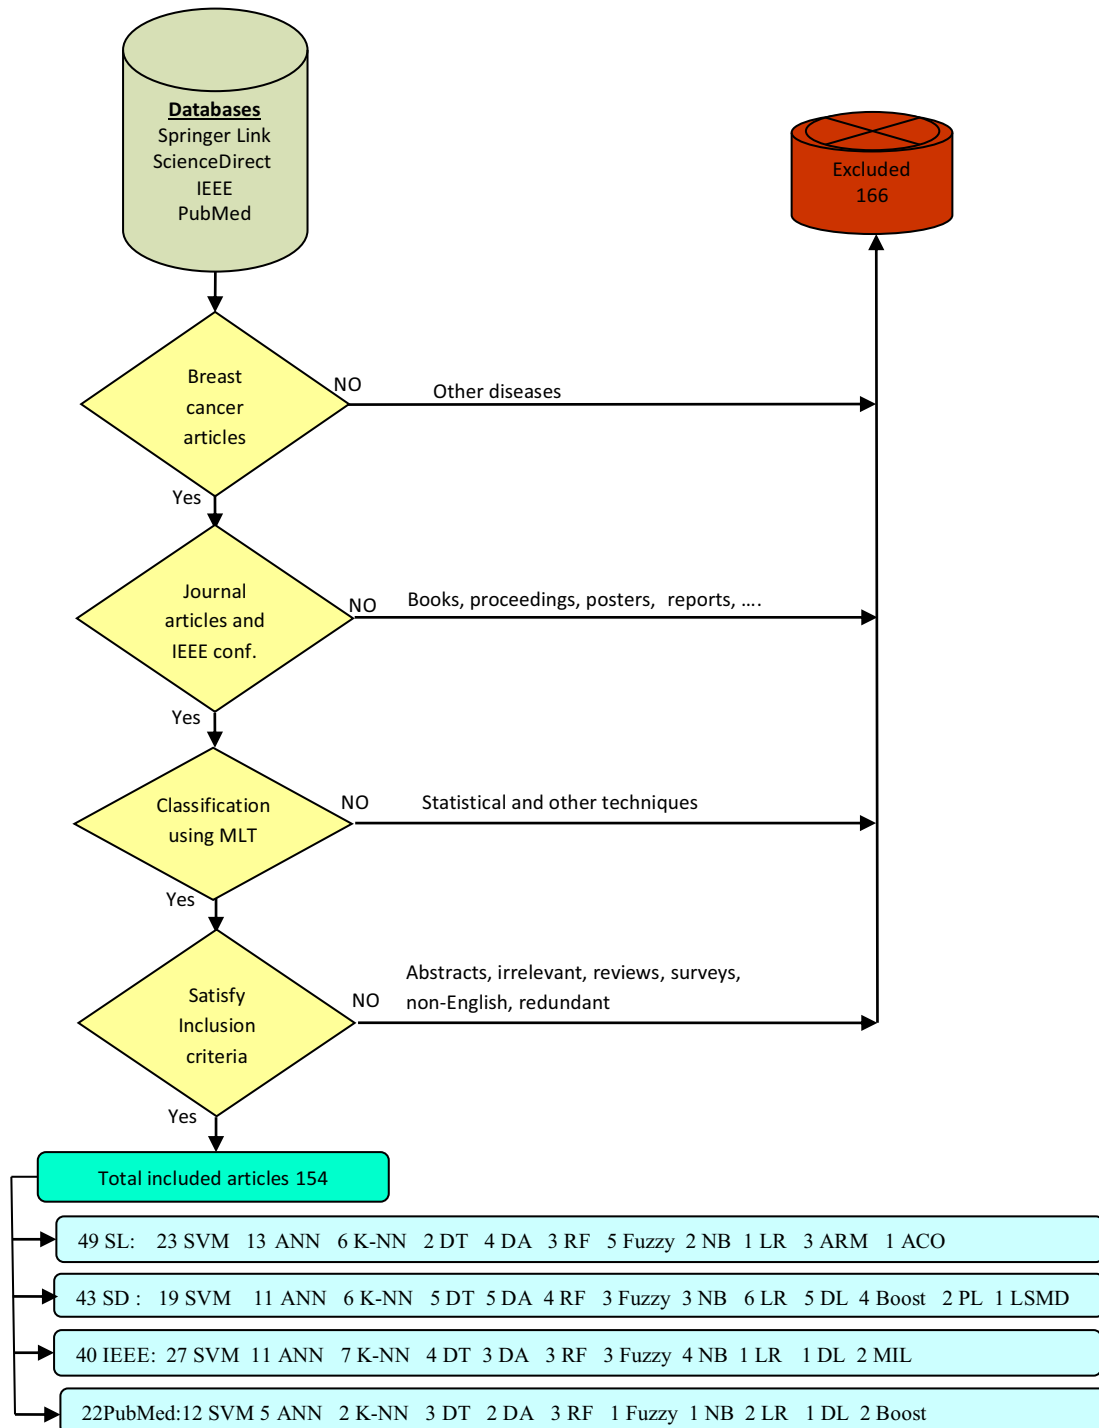 Databases
Springer Link
ScienceDirect
IEEE
PubMed
Excluded
166
Breast
cancer
articles
NO
Other diseases
Yes
Journal
articles and
IEEE conf.
NO
Books, proceedings, posters, reports, ....
Yes
Classification
using MLT
NO
Statistical and other techniques
Yes
Satisfy
Inclusion
criteria
NO
Abstracts, irrelevant, reviews, surveys,
non-English, redundant
Yes
Total included articles 154
49 SL: 23 SVM 13 ANN 6 K-NN 2 DT 4 DA 3 RF 5 Fuzzy 2 NB 1 LR 3 ARM 1 ACO
43 SD : 19 SVM 11 ANN 6 K-NN 5 DT 5 DA 4 RF 3 Fuzzy 3 NB 6 LR 5 DL 4 Boost 2 PL 1 LSMD
40 IEEE: 27 SVM 11 ANN 7 K-NN 4 DT 3 DA 3 RF 3 Fuzzy 4 NB 1 LR 1 DL 2 MIL
22PubMed:12 SVM 5 ANN 2 K-NN 3 DT 2 DA 3 RF 1 Fuzzy 1 NB 2 LR 1 DL 2 Boost